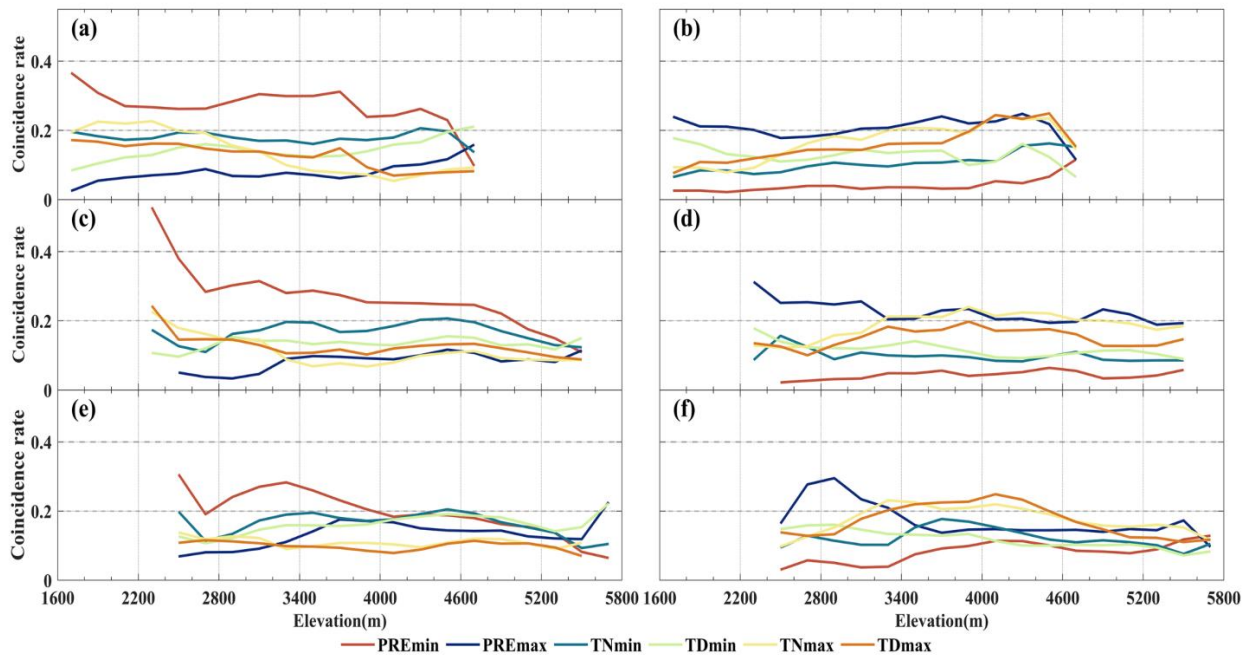 (a) (b)
0.4
0.2
0
Coincidence rate
(c) (d)
0.4
0.2
0
Coincidence rate
(e) (f)
0.4
0.2
0
Coincidence rate
1600 2200 2800 3400 4000 4600 5200 5800
1600 2200 2800 3400 4000 4600 5200 5800
Elevation(m) Elevation(m)
PREmin PREmax TNmin TDmin TNmax TDmax